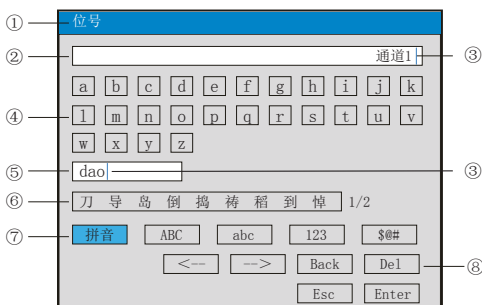 ① 位号
② 通道1 ③
a b c d e f g h i j k
④ l m n o p q r s t u v
w x y z
⑤ dao ③
⑥ 刀 导 岛 倒 捣 祷 稻 到 悼 1/2
⑦ 拼音 ABC abc 123 $@#
<-- --> Back Del ⑧
Esc Enter